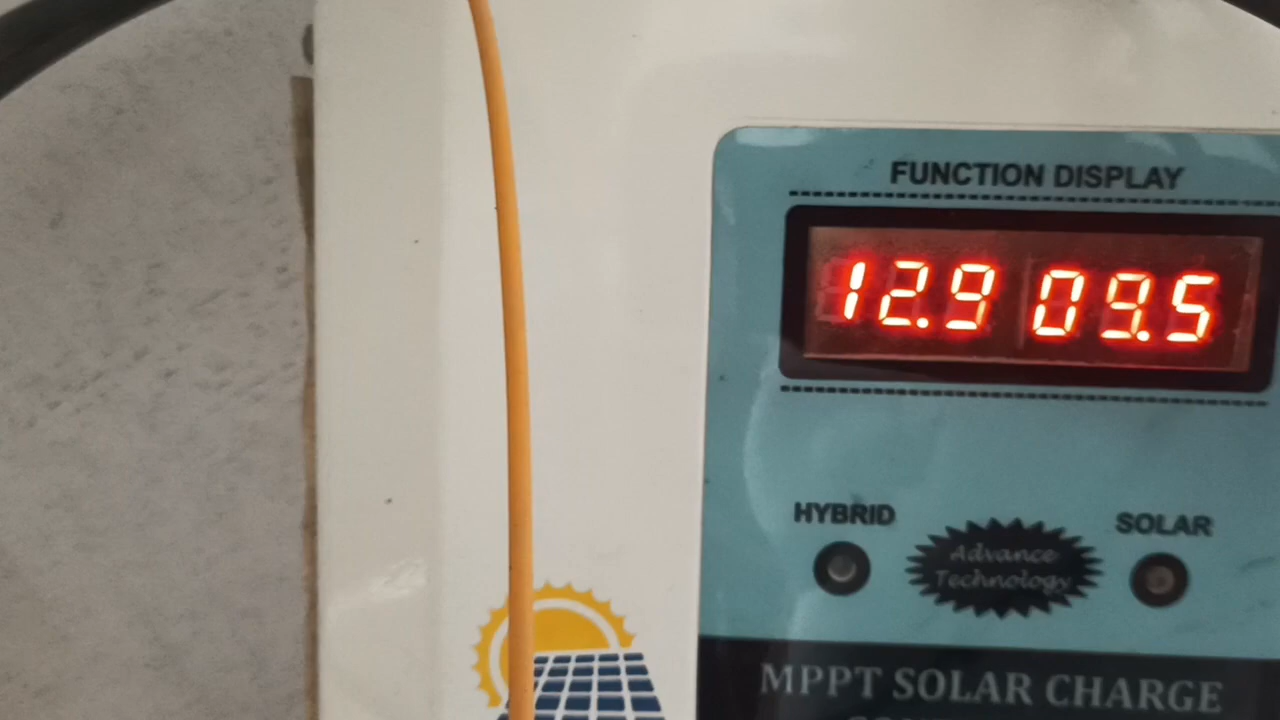 FUNCTION DISPLAY
12.9 09.5
HYBRID
SOLAR
Advance
Technology
MPPT SOLAR CHARGE